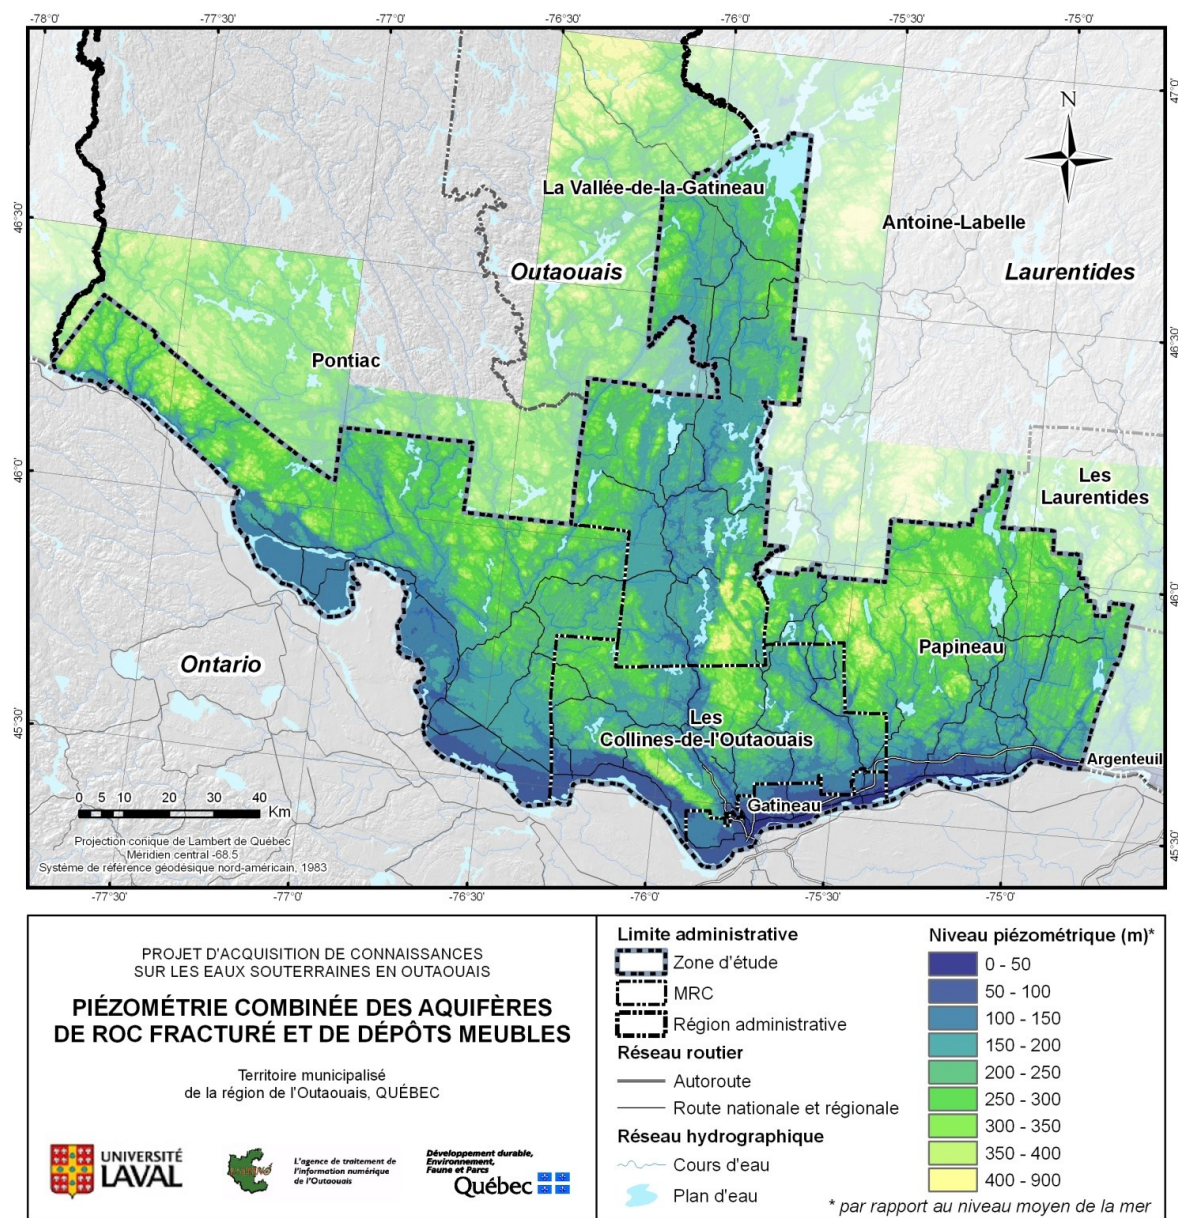 -78°0' -77°30' -77°0' -76°30' -76°0' -75°30' -75°0'
47°0'
N
La Vallée-de-la-Gatineau
Antoine-Labelle
46°30'
Outaouais
Laurentides
46°30'
Pontiac
46°0'
Les
Laurentides
46°0'
Papineau
Ontario
45°30'
Les
Collines-de-l'Outaouais
Argenteuil
Gatineau
0 5 10 20 30 40
Km
45°30'
Projection conique de Lambert de Québec
Méridien central -68.5
Système de référence géodésique nord-américain, 1983
-77°30' -77°0' -76°30' -76°0' -75°30' -75°0'
PROJET D'ACQUISITION DE CONNAISSANCES
SUR LES EAUX SOUTERRAINES EN OUTAOUAIS
PIÉZOMÉTRIE COMBINÉE DES AQUIFÈRES
DE ROC FRACTURÉ ET DE DÉPÔTS MEUBLES
Territoire municipalisé
de la région de l'Outaouais, QUÉBEC
UNIVERSITÉ
LAVAL
L'agence de traitement de
l'information numérique
de l'Outaouais
Développement durable,
Environnement,
Faune et Parcs
Québec
Limite administrative
Zone d'étude
MRC
Région administrative
Réseau routier
Autoroute
Route nationale et régionale
Réseau hydrographique
Cours d'eau
Plan d'eau
Niveau piézométrique (m)*
0 - 50
50 - 100
100 - 150
150 - 200
200 - 250
250 - 300
300 - 350
350 - 400
400 - 900
* par rapport au niveau moyen de la mer